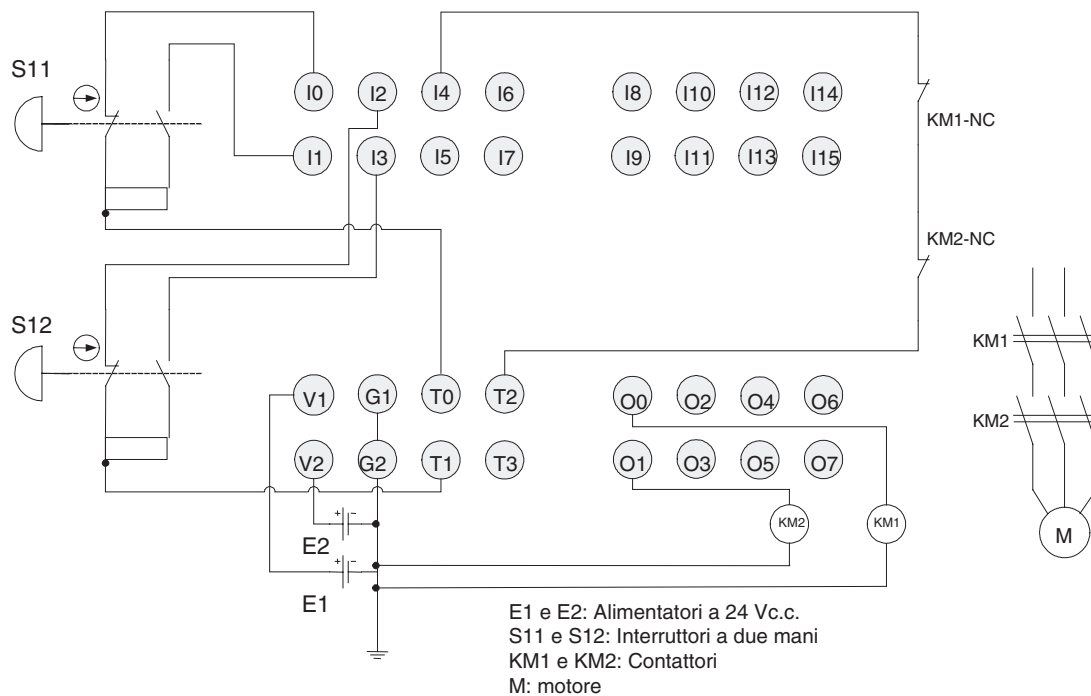 S11
I0 I2 I4 I6 I8 I10 I12 I14
KM1-NC
I1 I3 I5 I7 I9 I11 I13 I15
KM2-NC
S12
KM1
V1 G1 T0 T2 O0 O2 O4 O6
KM2
V2 G2 T1 T3 O1 O3 O5 O7
+ -
E2
KM2 KM1
M
+ -
E1
E1 e E2: Alimentatori a 24 Vc.c.
S11 e S12: Interruttori a due mani
KM1 e KM2: Contattori
M: motore